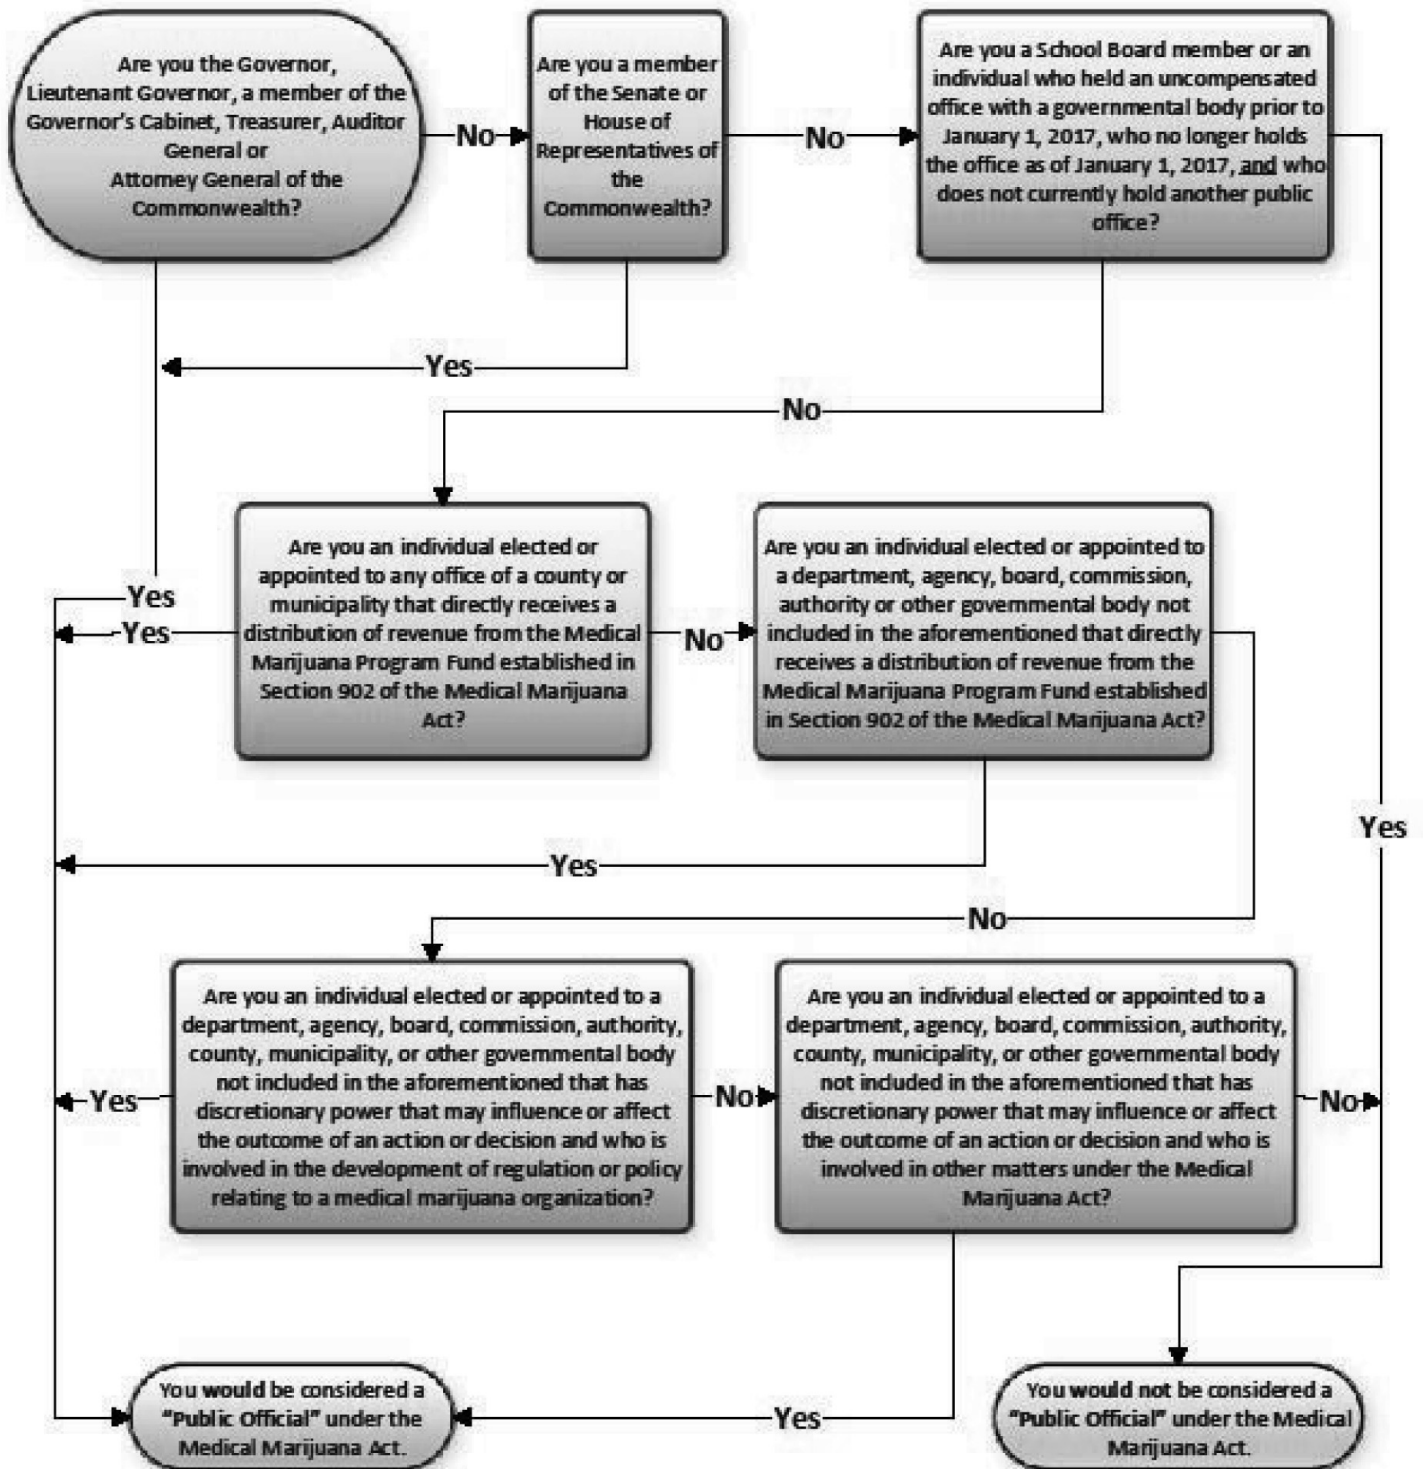 Are you the Governor,
Lieutenant Governor, a member of the
Governor's Cabinet, Treasurer, Auditor
General or
Attorney General of the
Commonwealth?
No
Are you a member
of the Senate or
House of
Representatives of
the
Commonwealth?
No
Are you a School Board member or an
individual who held an uncompensated
office with a governmental body prior to
January 1, 2017, who no longer holds
the office as of January 1, 2017, and who
does not currently hold another public
office?
Yes
No
Yes
Yes
Are you an individual elected or
appointed to any office of a county or
municipality that directly receives a
distribution of revenue from the Medical
Marijuana Program Fund established in
Section 902 of the Medical Marijuana
Act?
No
Are you an individual elected or appointed to
a department, agency, board, commission,
authority or other governmental body not
included in the aforementioned that directly
receives a distribution of revenue from the
Medical Marijuana Program Fund established
in Section 902 of the Medical Marijuana Act?
Yes
Yes
No
Yes
Are you an individual elected or appointed to a
department, agency, board, commission, authority,
county, municipality, or other governmental body
not included in the aforementioned that has
discretionary power that may influence or affect
the outcome of an action or decision and who is
involved in the development of regulation or policy
relating to a medical marijuana organization?
No
Are you an individual elected or appointed to a
department, agency, board, commission, authority,
county, municipality, or other governmental body
not included in the aforementioned that has
discretionary power that may influence or affect
the outcome of an action or decision and who is
involved in other matters under the Medical
Marijuana Act?
No
You would be considered a
"Public Official" under the
Medical Marijuana Act.
Yes
You would not be considered a
"Public Official" under the Medical
Marijuana Act.